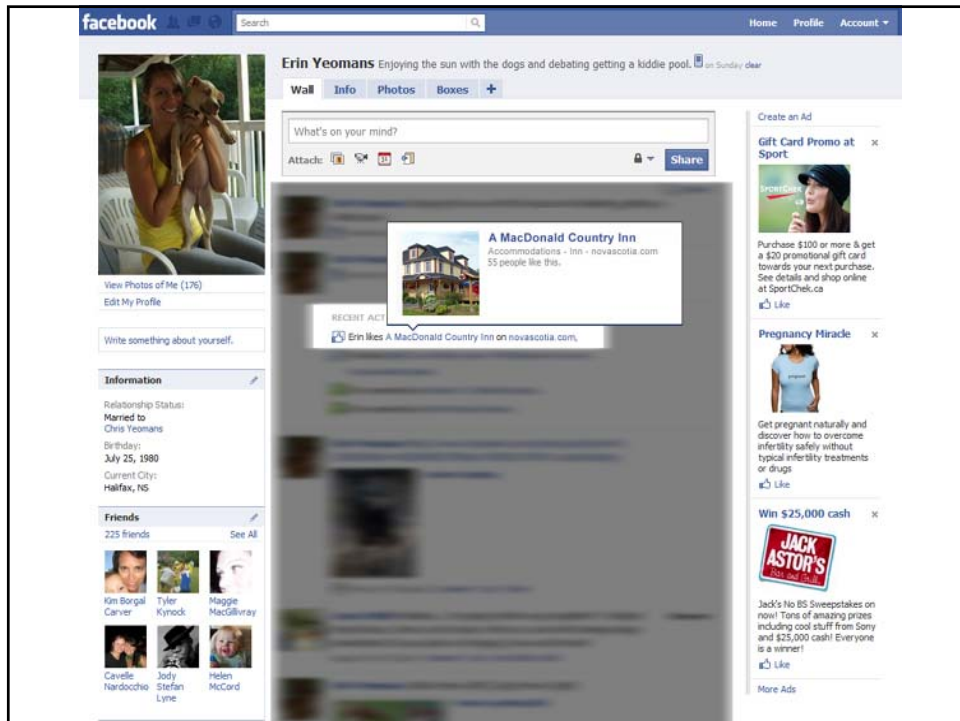 facebook
Search
Home Profile Account
Erin Yeomans Enjoying the sun with the dogs and debating getting a kiddie pool. on Sunday clear
Wall Info Photos Boxes +
What's on your mind?
Attach: 31
Share
View Photos of Me (176)
Edit My Profile
Write something about yourself.
Information
Relationship Status:
Married to
Chris Yeomans
Birthday:
July 25, 1980
Current City:
Halifax, NS
Friends
225 friends See All
Kim Borgal
Carver
Tyler
Kynock
Maggie
MacGillivray
Cavelle
Nardocchio
Jody
Stefan
Lyne
Helen
McCord
A MacDonald Country Inn
Accommodations - Inn - novascotia.com
55 people like this.
RECENT ACT
Erin likes A MacDonald Country Inn on novascotia.com.
Create an Ad
Gift Card Promo at
Sport
x
SPORTCHEK
Purchase $100 or more & get
a $20 promotional gift card
towards your next purchase.
See details and shop online
at SportChek.ca
Like
Pregnancy Miracle x
pregnant
Get pregnant naturally and
discover how to overcome
infertility safely without
typical infertility treatments
or drugs
Like
Win $25,000 cash x
JACK
ASTOR'S
Bar and Grill
Jack's No BS Sweepstakes on
now! Tons of amazing prizes
including cool stuff from Sony
and $25,000 cash! Everyone
is a winner!
Like
More Ads